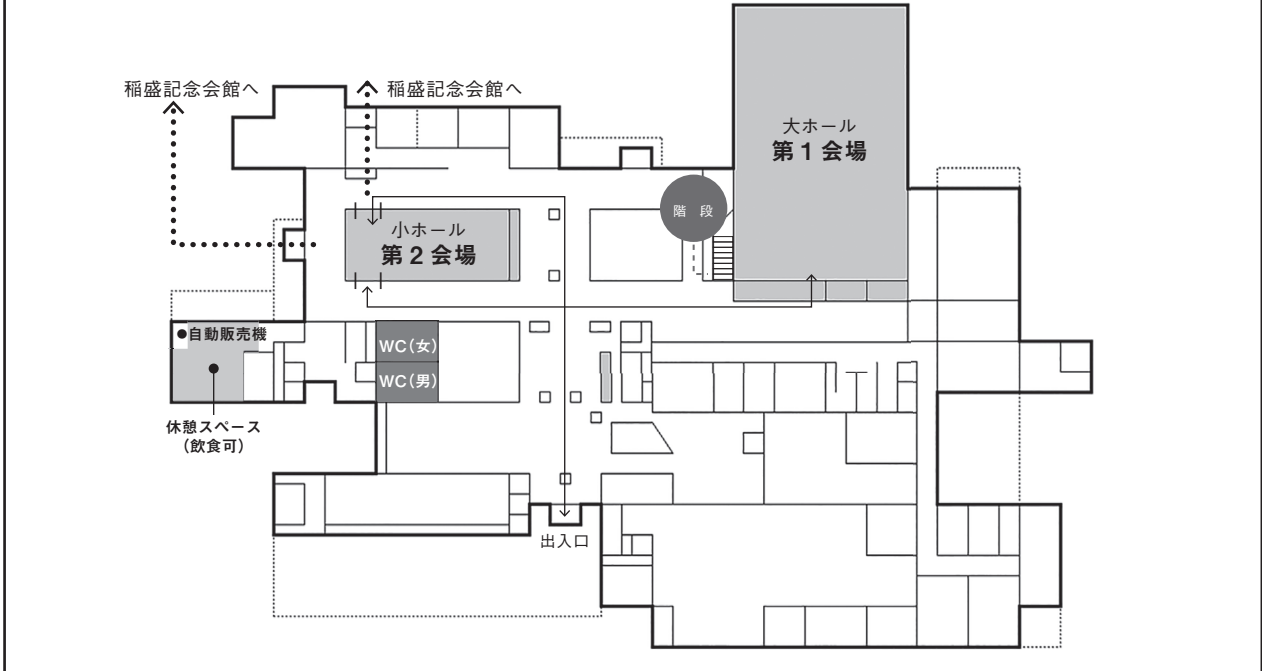 稲盛記念会館へ
稲盛記念会館へ
大ホール
第1会場
階 段
小ホール
第2会場
●自動販売機
WC(女)
WC(男)
休憩スペース
(飲食可)
出入口